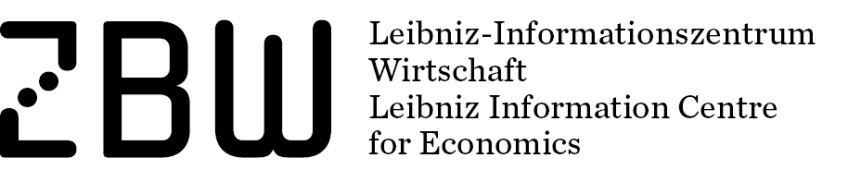 ZBW
Leibniz-Informationszentrum
Wirtschaft
Leibniz Information Centre
for Economics